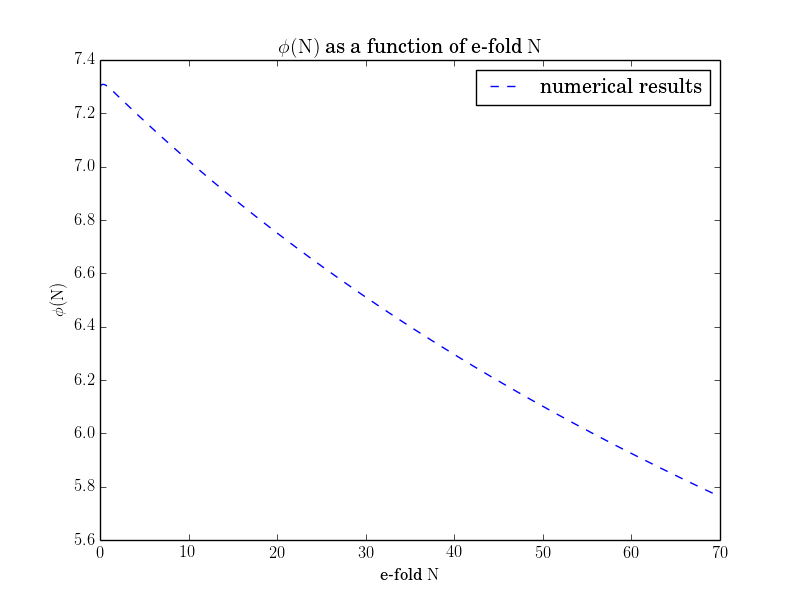 ϕ(N) as a function of e-fold N
numerical results
7.4
7.2
7.0
6.8
6.6
6.4
6.2
6.0
5.8
5.6
ϕ(N)
0 10 20 30 40 50 60 70
e-fold N